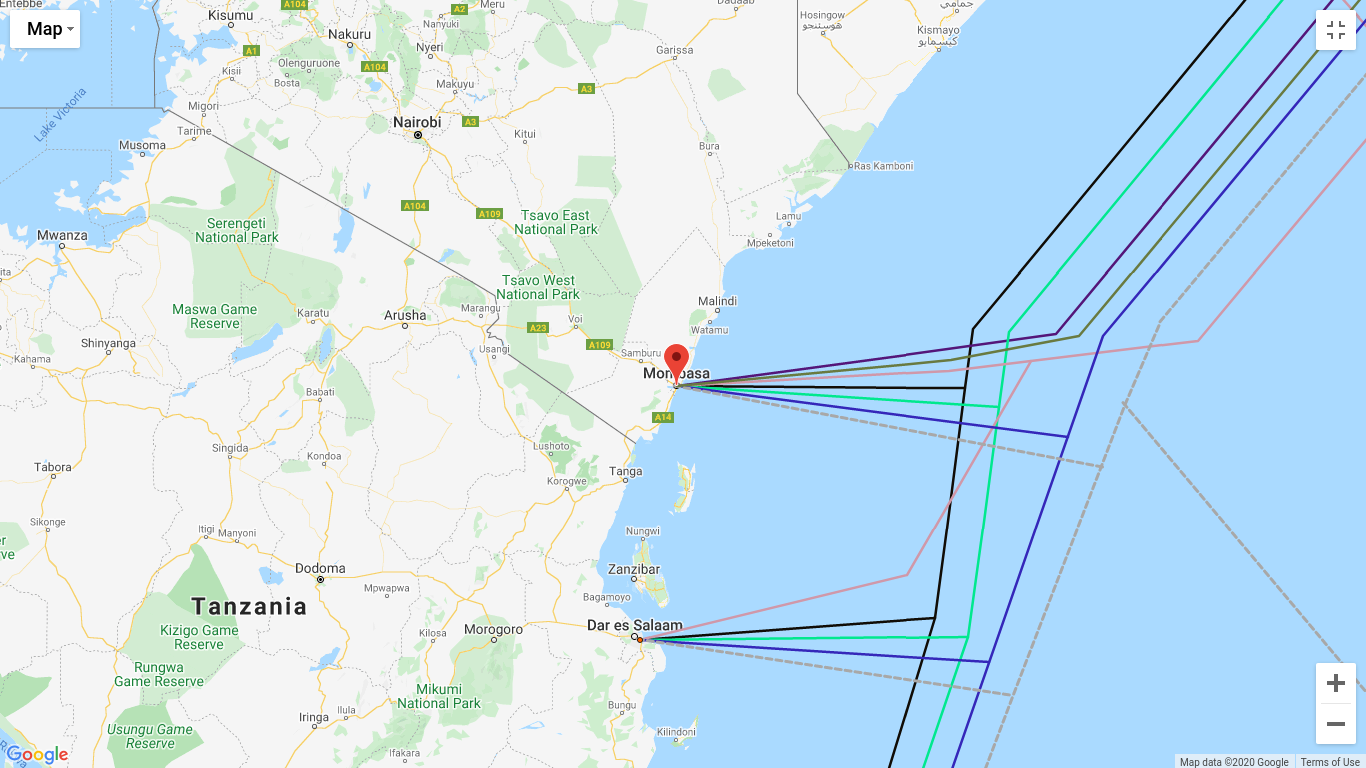 Entebbe
Kisumu
A104
A2
Meru
Dadaab
Hosingow
هوسينجو
جمامي
Map
Nanyuki
Kismayo
كيسمايو
Nakuru
Nyeri
Garissa
A1
Kisii
Olenguruone
Bosta
A104
Makuyu
A3
Lake Victoria
Migori
Nairobi
A3
Tarime
Kitui
Musoma
Bura
Ras Kamboni
A104
A109
Tsavo East
National Park
Lamu
Serengeti
National Park
Mwanza
Mpeketoni
Tsavo West
National Park
Maswa Game
Reserve
Karatu
Arusha
Marangu
Voi
Malindi
Watamu
A23
Shinyanga
A109
Usangi
Samburu
Kahama
Mombasa
Babati
A14
Singida
Kondoa
Lushoto
Tabora
Tanga
Korogwe
Sikonge
Itigi
Manyoni
Nungwi
Dodoma
Zanzibar
Mpwapwa
Bagamoyo
Tanzania
Kizigo Game
Reserve
Kilosa
Morogoro
Dar es Salaam
Rungwa
Game Reserve
Mikumi
National Park
Iringa
Ilula
Bungu
Usungu Game
Reserve
Kilindoni
Ifakara
Google
Map data ©2020 Google
Terms of Use